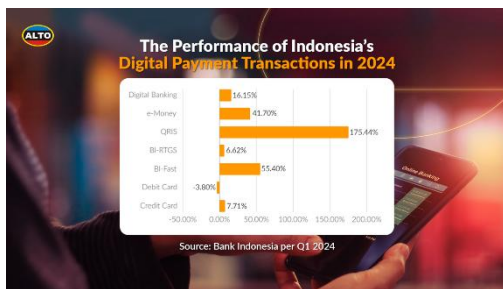 ALTO
The Performance of Indonesia's
Digital Payment Transactions in 2024
Digital Banking 16.15%
e-Money 41.70%
QRIS 175.44%
BI-RTGS 6.62%
BI-Fast 55.40%
Debit Card -3.80%
Credit Card 7.71%
-50.00% 0.00% 50.00% 100.00% 150.00% 200.00%
Online Banking
Source: Bank Indonesia per Q1 2024